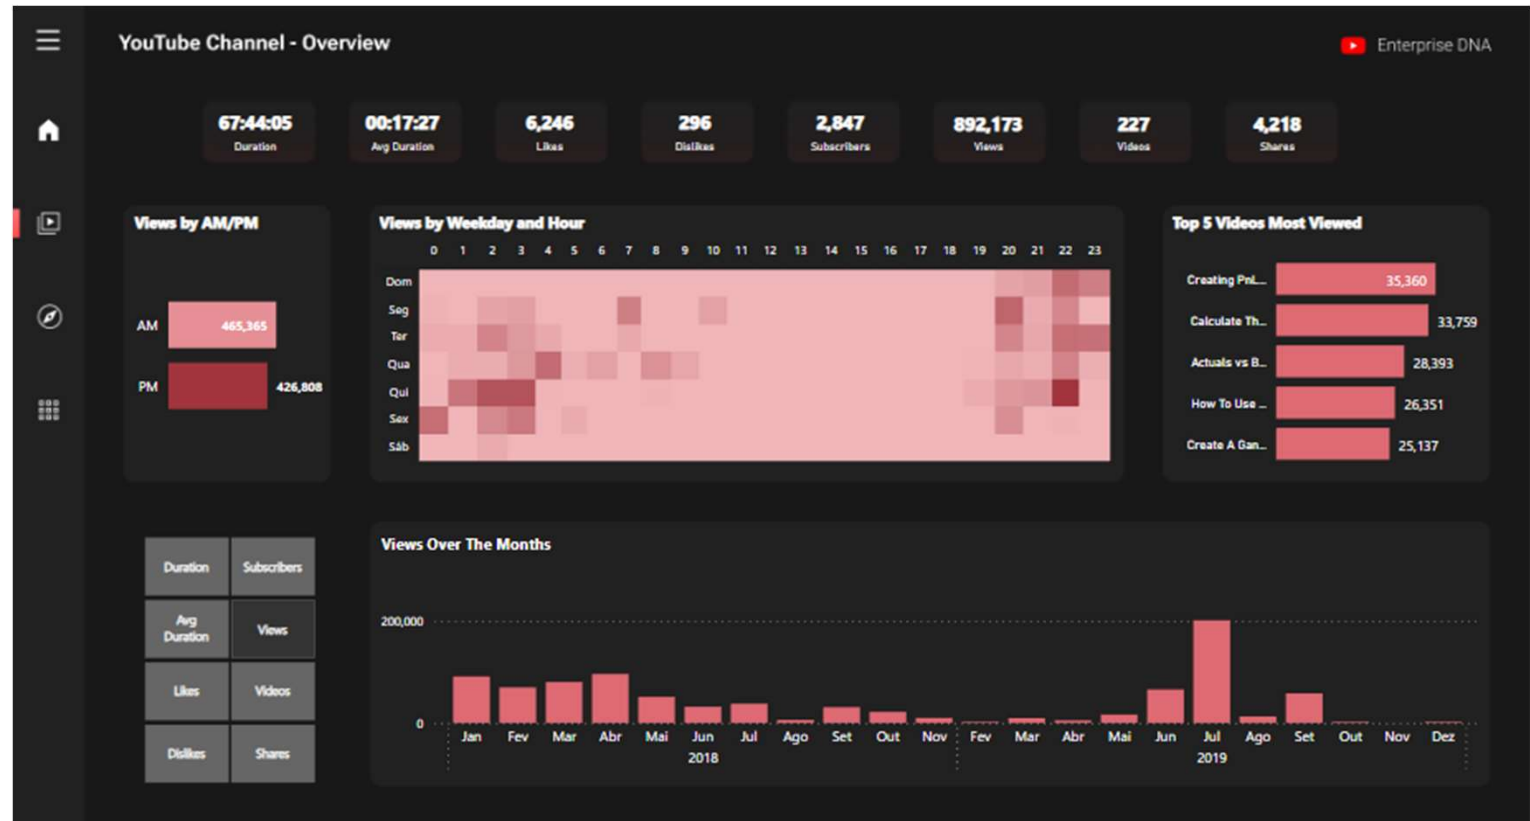 YouTube Channel - Overview
Enterprise DNA
67:44:05
Duration
00:17:27
Avg Duration
6,246
Likes
296
Dislikes
2,847
Subscribers
892,173
Views
227
Videos
4,218
Shares
Views by AM/PM
AM 465,365
PM 426,808
Views by Weekday and Hour
0 1 2 3 4 5 6 7 8 9 10 11 12 13 14 15 16 17 18 19 20 21 22 23
Dom
Seg
Ter
Qua
Qui
Sex
Sáb
Top 5 Videos Most Viewed
Creating PnL... 35,360
Calculate Th... 33,759
Actuals vs B... 28,393
How To Use ... 26,351
Create A Gan... 25,137
Duration Subscribers
Avg
Duration
Views
Likes Videos
Dislikes Shares
Views Over The Months
200,000
0
Jan Fev Mar Abr Mai Jun Jul Ago Set Out Nov Fev Mar Abr Mai Jun Jul Ago Set Out Nov Dez
2018 2019